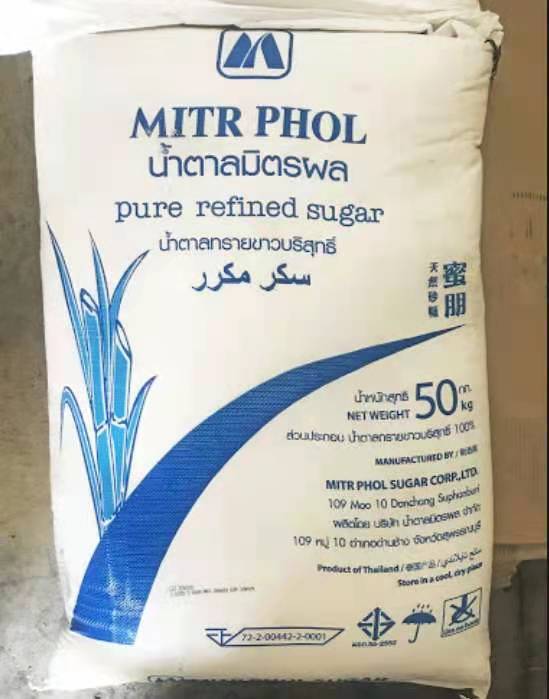 MITR PHOL
น้ำตาลมิตรผล
pure refined sugar
น้ำตาลทรายขาวบริสุทธิ์
سكر مكرر
蜜朋
天然砂糖
น้ำหนักสุทธิ 50 กก.
NET WEIGHT kg
ส่วนประกอบ น้ำตาลทรายขาวบริสุทธิ์ 100%
MANUFACTURED BY /
MITR PHOL SUGAR CORP.,LTD.
109 Moo 10 Danchang Suphanburi
ผลิตโดย บริษัท น้ำตาลมิตรผล จำกัด
109 หมู่ 10 อำเภอด่านช้าง จังหวัดสุพรรณบุรี
Product of Thailand /
Store in a cool, dry place
72-2-00442-2-0001